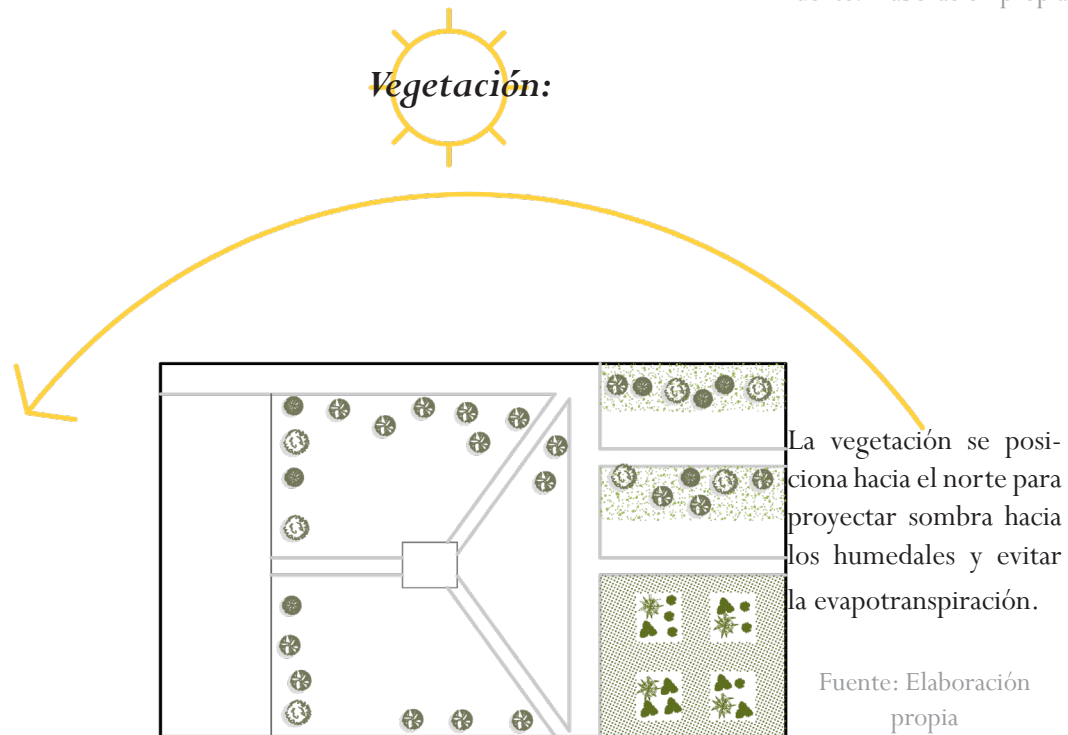 Vegetación:
La vegetación se posi-
ciona hacia el norte para
proyectar sombra hacia
los humedales y evitar
la evapotranspiración.
Fuente: Elaboración
propia